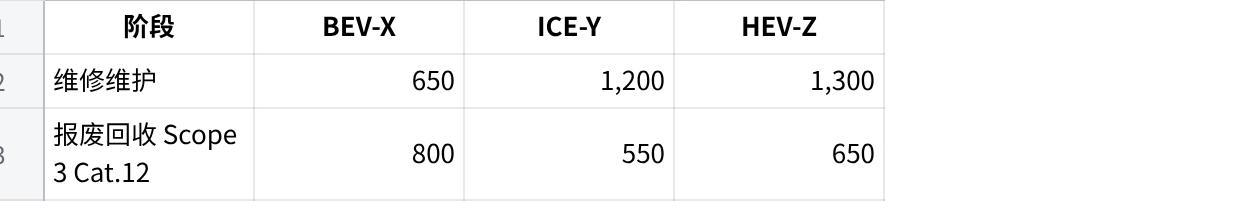 1 阶段 BEV-X ICE-Y HEV-Z
2 维修维护 650 1,200 1,300
报废回收 Scope
3 800 550 650
3 Cat.12